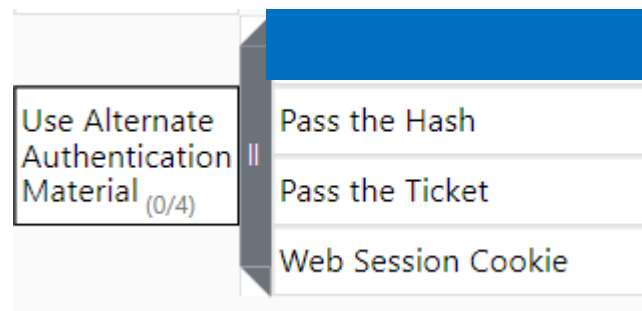 Use Alternate
Authentication
Material (0/4)
||
Pass the Hash
Pass the Ticket
Web Session Cookie